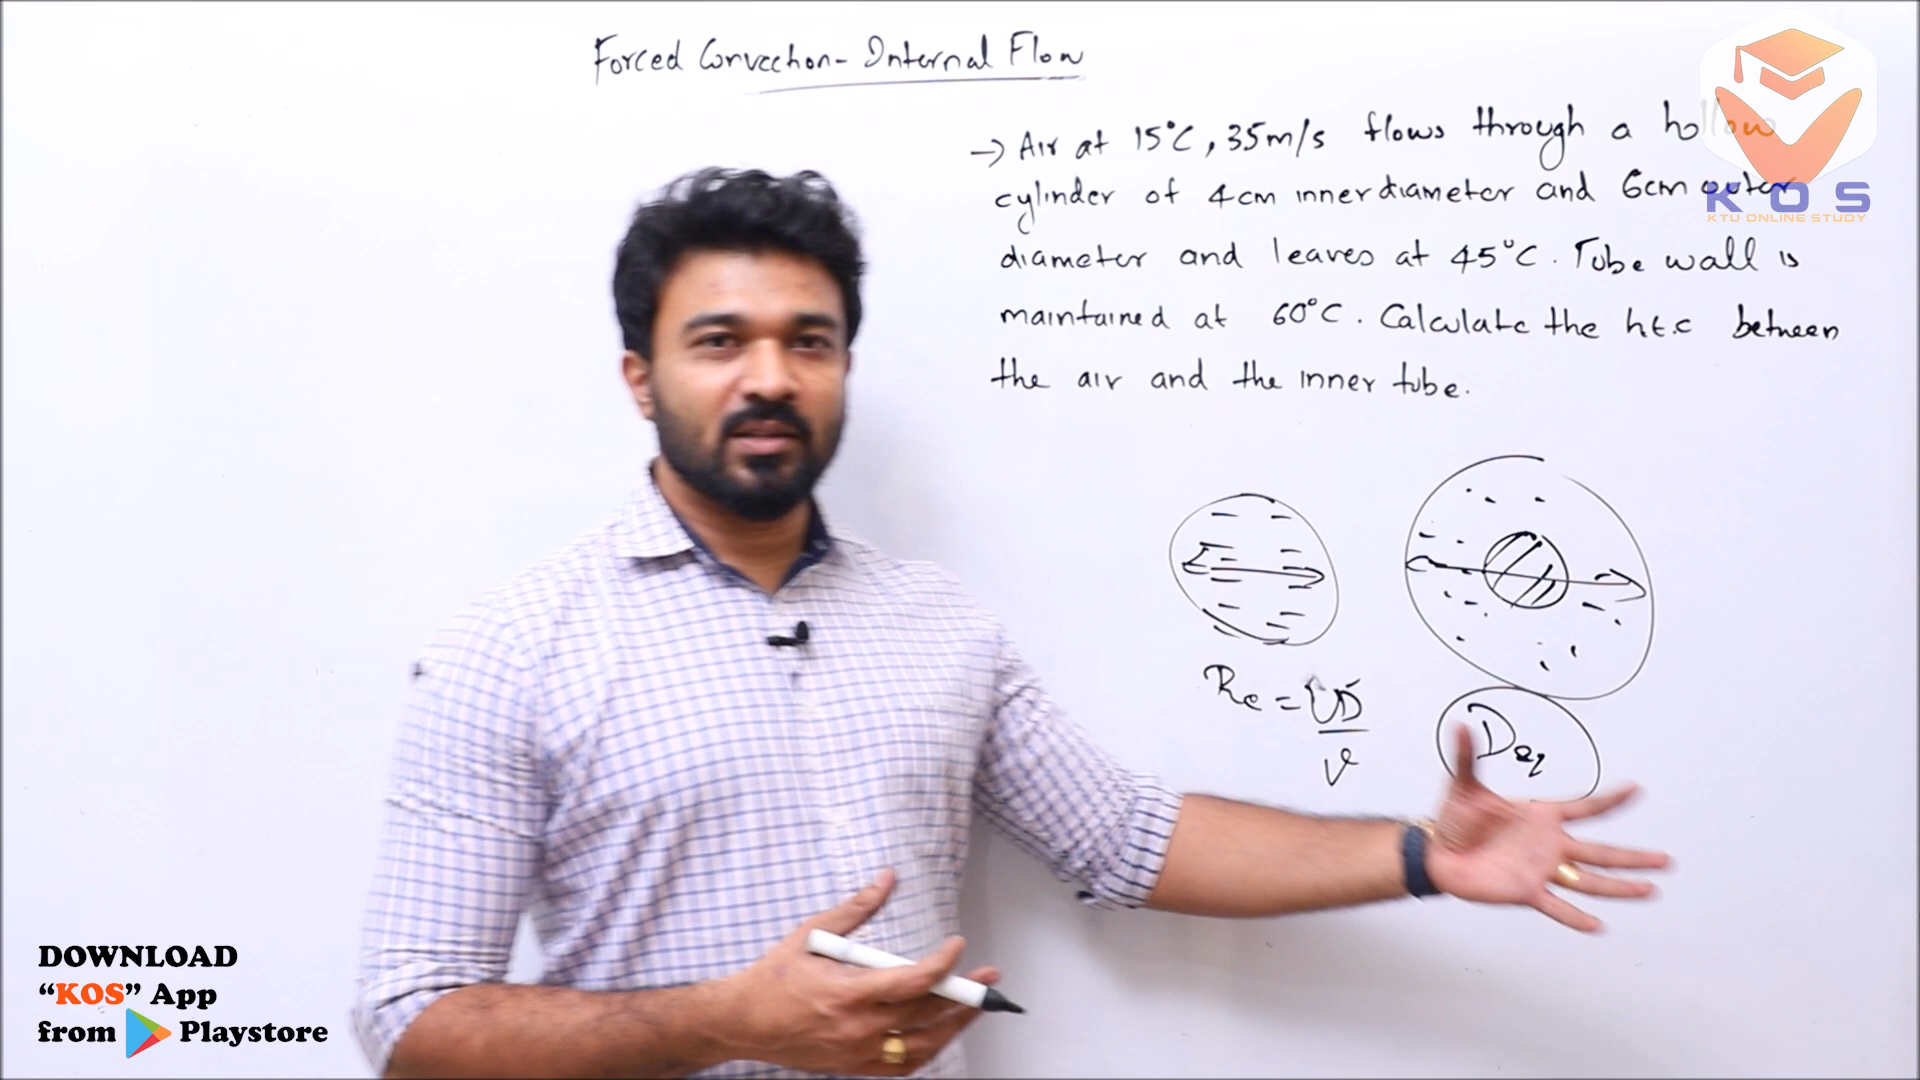 Forced Convection - Internal Flow
→ Air at 15°C, 35m/s flows through a hollow
cylinder of 4cm inner diameter and 6cm outer
diameter and leaves at 45°C. Tube wall is
maintained at 60°C. Calculate the h.t.c between
the air and the inner tube.
KOS
KTU ONLINE STUDY
Re = UD
ν
Deq
DOWNLOAD
“KOS” App
from Playstore